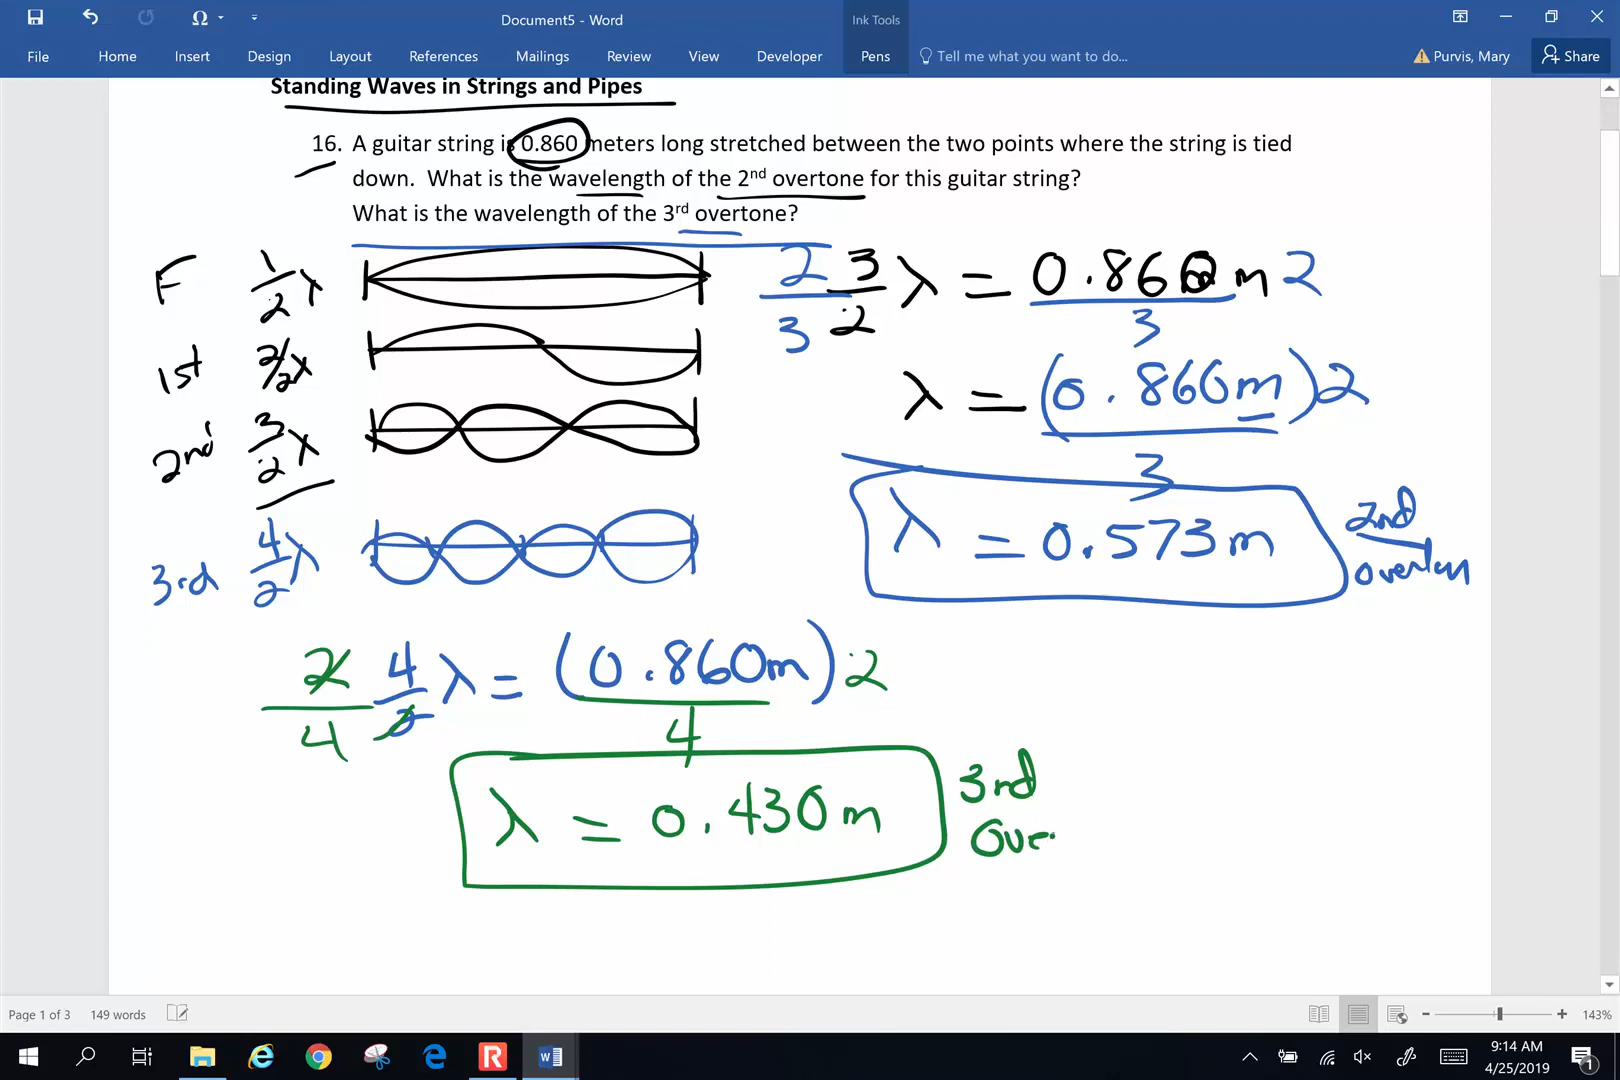 Document5 - Word
Ink Tools
File Home Insert Design Layout References Mailings Review View Developer Pens Tell me what you want to do... Purvis, Mary Share
Standing Waves in Strings and Pipes
16. A guitar string is 0.860 meters long stretched between the two points where the string is tied
down. What is the wavelength of the 2nd overtone for this guitar string?
What is the wavelength of the 3rd overtone?
F 1/2 λ
2/3 3/2 λ = 0.860 m 2 / 3
1st 2/2 λ
λ = (0.860m)2 / 3
2nd 3/2 λ
λ = 0.573m 2nd
3rd 4/2 λ
2/4 4/2 λ = (0.860m)2 / 4
λ = 0.430m 3rd
Ove
Page 1 of 3 149 words 143%
9:14 AM
4/25/2019
1